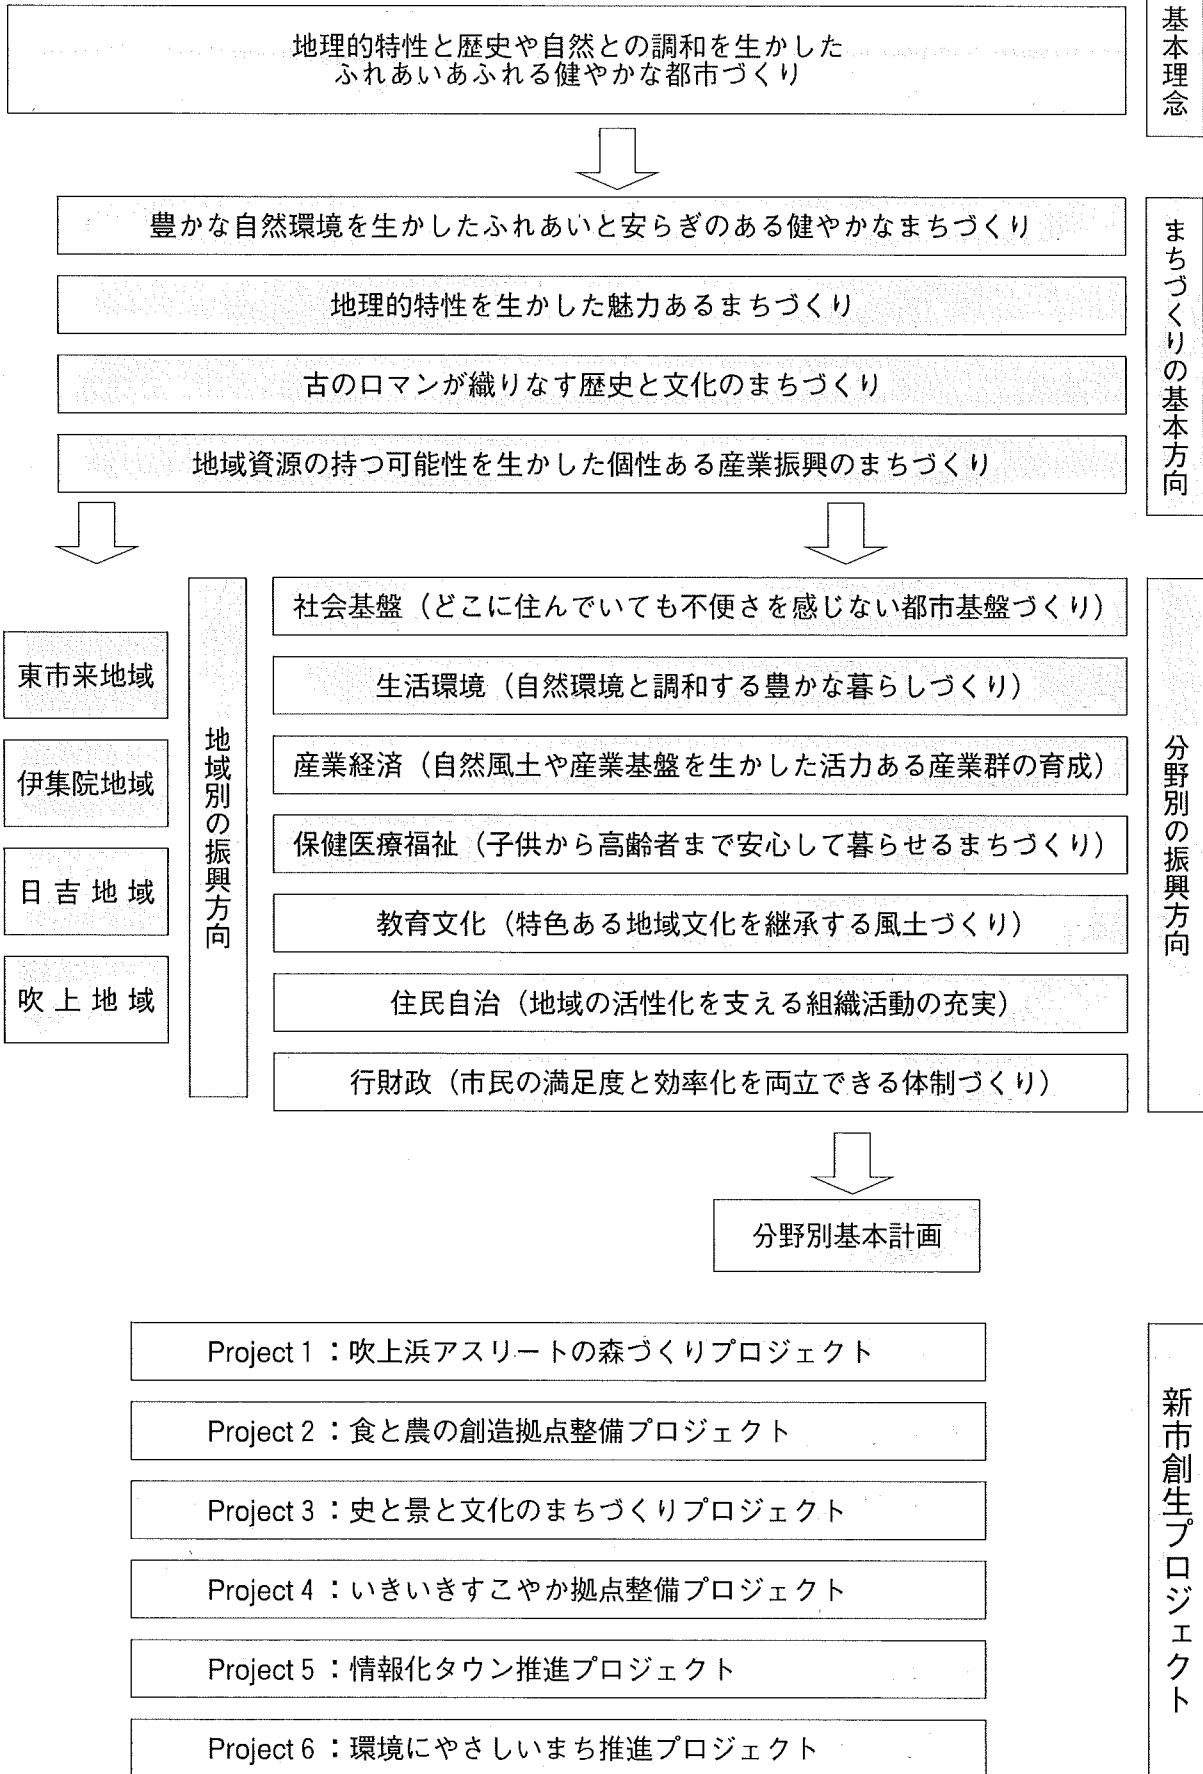 地理的特性と歴史や自然との調和を生かした
ふれあいあふれる健やかな都市づくり
基本理念
豊かな自然環境を生かしたふれあいと安らぎのある健やかなまちづくり
地理的特性を生かした魅力あるまちづくり
古のロマンが織りなす歴史と文化のまちづくり
地域資源の持つ可能性を生かした個性ある産業振興のまちづくり
まちづくりの基本方向
東市来地域
伊集院地域
日吉地域
吹上地域
地域別の振興方向
社会基盤（どこに住んでいても不便さを感じない都市基盤づくり）
生活環境（自然環境と調和する豊かな暮らしづくり）
産業経済（自然風土や産業基盤を生かした活力ある産業群の育成）
保健医療福祉（子供から高齢者まで安心して暮らせるまちづくり）
教育文化（特色ある地域文化を継承する風土づくり）
住民自治（地域の活性化を支える組織活動の充実）
行財政（市民の満足度と効率化を両立できる体制づくり）
分野別の振興方向
分野別基本計画
Project 1：吹上浜アスリートの森づくりプロジェクト
Project 2：食と農の創造拠点整備プロジェクト
Project 3：史と景と文化のまちづくりプロジェクト
Project 4：いきいきすこやか拠点整備プロジェクト
Project 5：情報化タウン推進プロジェクト
Project 6：環境にやさしいまち推進プロジェクト
新市創生プロジェクト